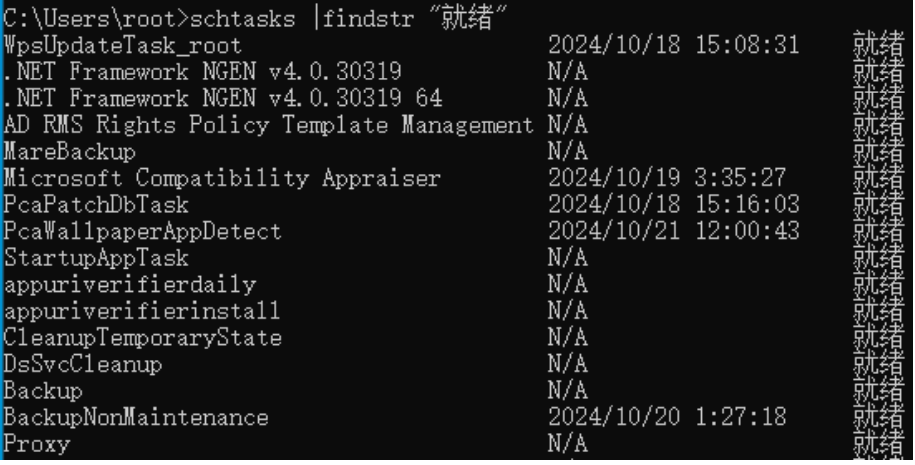 C:\Users\root>schtasks |findstr "就绪"
WpsUpdateTask_root 2024/10/18 15:08:31 就绪
.NET Framework NGEN v4.0.30319 N/A 就绪
.NET Framework NGEN v4.0.30319 64 N/A 就绪
AD RMS Rights Policy Template Management N/A 就绪
MareBackup N/A 就绪
Microsoft Compatibility Appraiser 2024/10/19 3:35:27 就绪
PcaPatchDbTask 2024/10/18 15:16:03 就绪
PcaWallpaperAppDetect 2024/10/21 12:00:43 就绪
StartupAppTask N/A 就绪
appuriverifierdaily N/A 就绪
appuriverifierinstall N/A 就绪
CleanupTemporaryState N/A 就绪
DsSvcCleanup N/A 就绪
Backup N/A 就绪
BackupNonMaintenance 2024/10/20 1:27:18 就绪
Proxy N/A 就绪